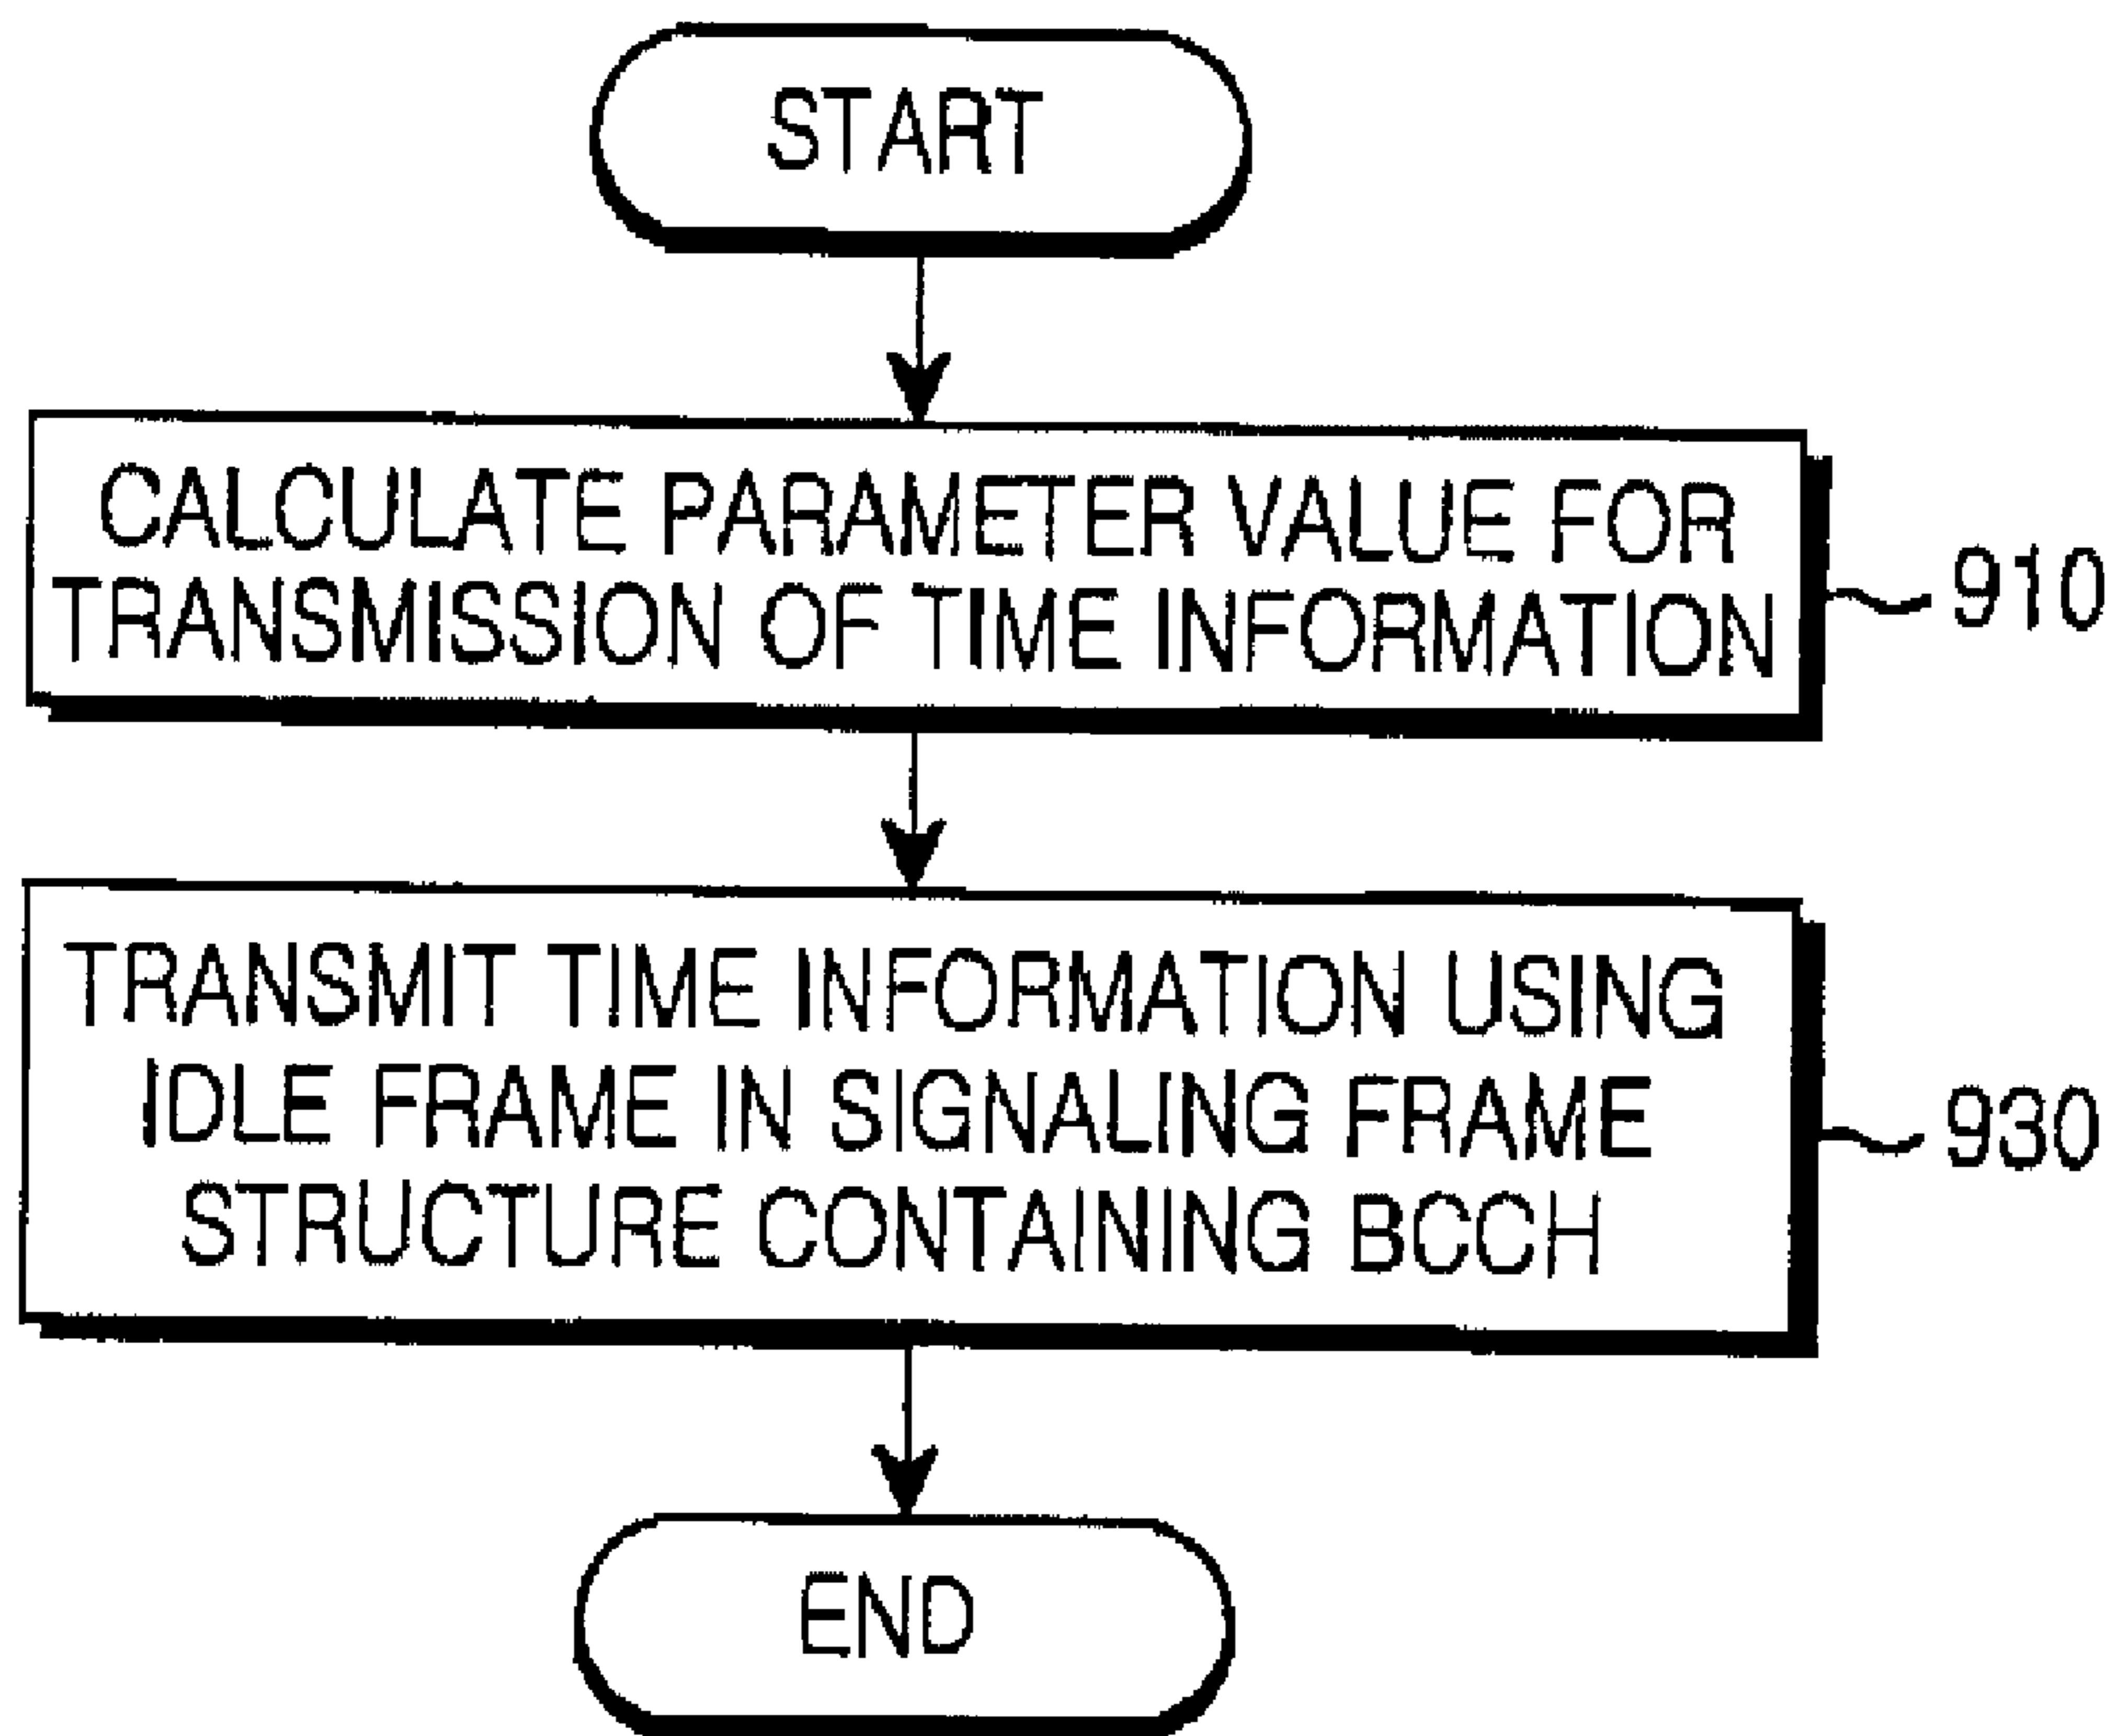 START
CALCULATE PARAMETER VALUE FOR
TRANSMISSION OF TIME INFORMATION
910
TRANSMIT TIME INFORMATION USING
IDLE FRAME IN SIGNALING FRAME
STRUCTURE CONTAINING BCCH
930
END